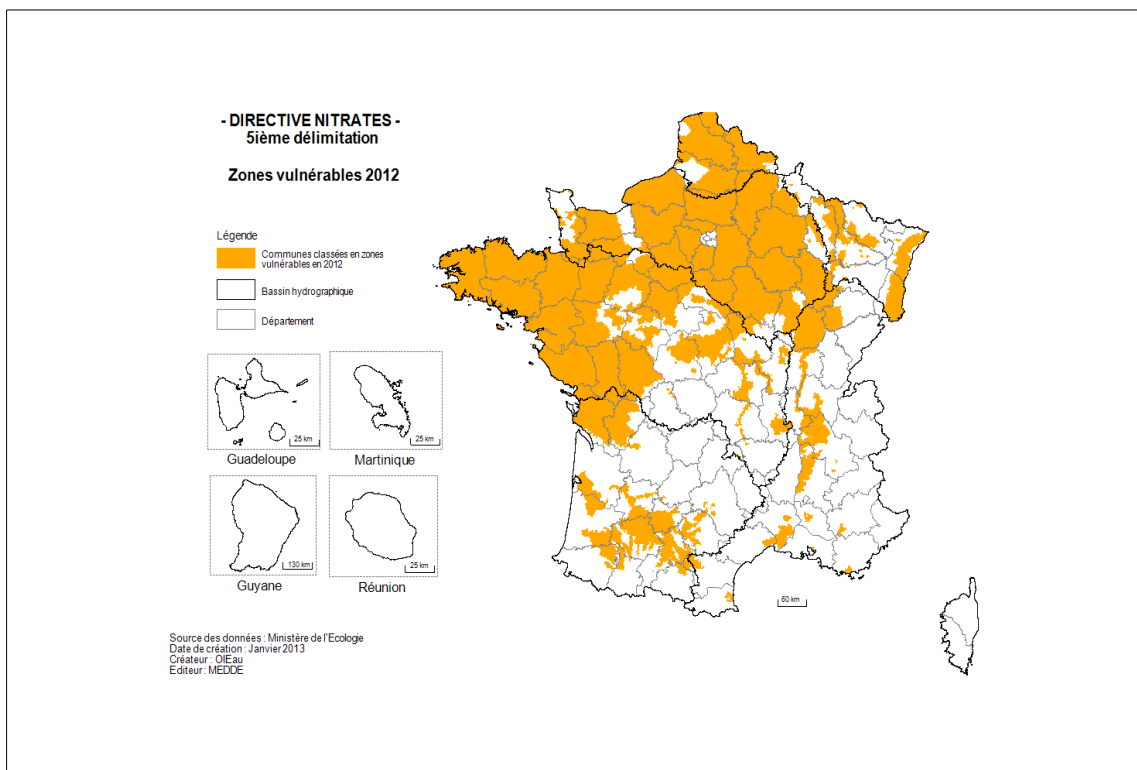 - DIRECTIVE NITRATES -
5ième délimitation
Zones vulnérables 2012
Légende
Communes classées en zones
vulnérables en 2012
Bassin hydrographique
Département
25 km
25 km
Guadeloupe
Martinique
130 km
25 km
Guyane
Réunion
60 km
Source des données : Ministère de l'Ecologie
Date de création : Janvier 2013
Créateur : OIEau
Editeur : MEDDE